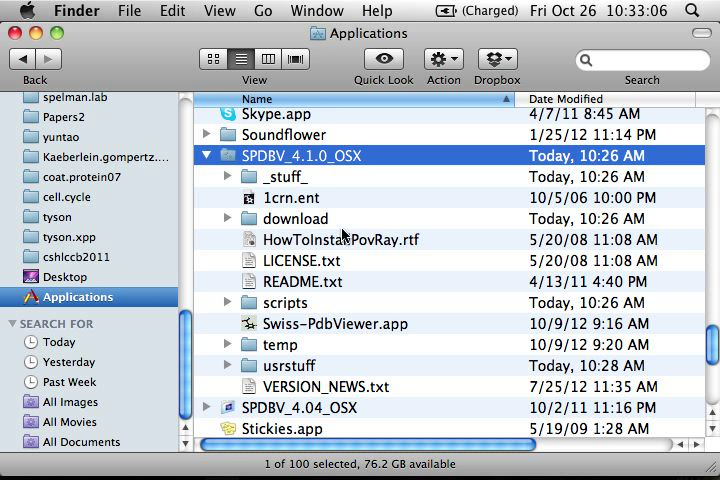 Finder File Edit View Go Window Help (Charged) Fri Oct 26 10:33:06
Applications
Back View Quick Look Action Dropbox Search
spelman.lab
Papers2
yuntao
Kaeberlein.gompertz....
coat.protein07
cell.cycle
tyson
tyson.xpp
cshlccb2011
Desktop
Applications
SEARCH FOR
Today
Yesterday
Past Week
All Images
All Movies
All Documents
Name Date Modified
Skype.app 4/7/11 8:45 AM
Soundflower 1/25/12 11:14 PM
SPDBV_4.1.0_OSX Today, 10:26 AM
_stuff_ Today, 10:26 AM
1crn.ent 10/5/06 10:00 PM
download Today, 10:26 AM
HowToInstallPovRay.rtf 5/20/08 11:08 AM
LICENSE.txt 5/20/08 11:08 AM
README.txt 4/13/11 4:40 PM
scripts Today, 10:26 AM
Swiss-PdbViewer.app 10/9/12 9:16 AM
temp 10/9/12 9:20 AM
usrstuff Today, 10:28 AM
VERSION_NEWS.txt 7/25/12 11:35 AM
SPDBV_4.04_OSX 10/2/11 11:16 PM
Stickies.app 5/19/09 1:28 AM
1 of 100 selected, 76.2 GB available